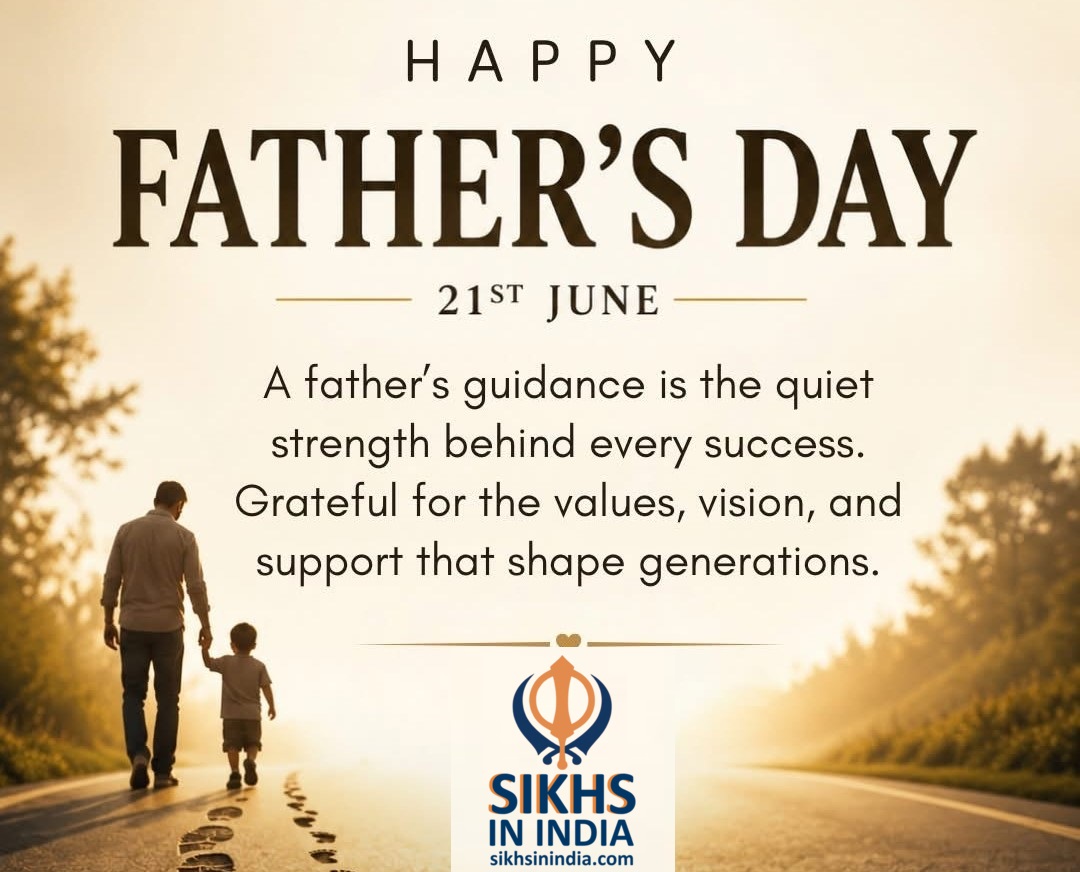 HAPPY
FATHER'S DAY
21ST JUNE
A father's guidance is the quiet
strength behind every success.
Grateful for the values, vision, and
support that shape generations.
SIKHS
IN INDIA
sikhsinindia.com